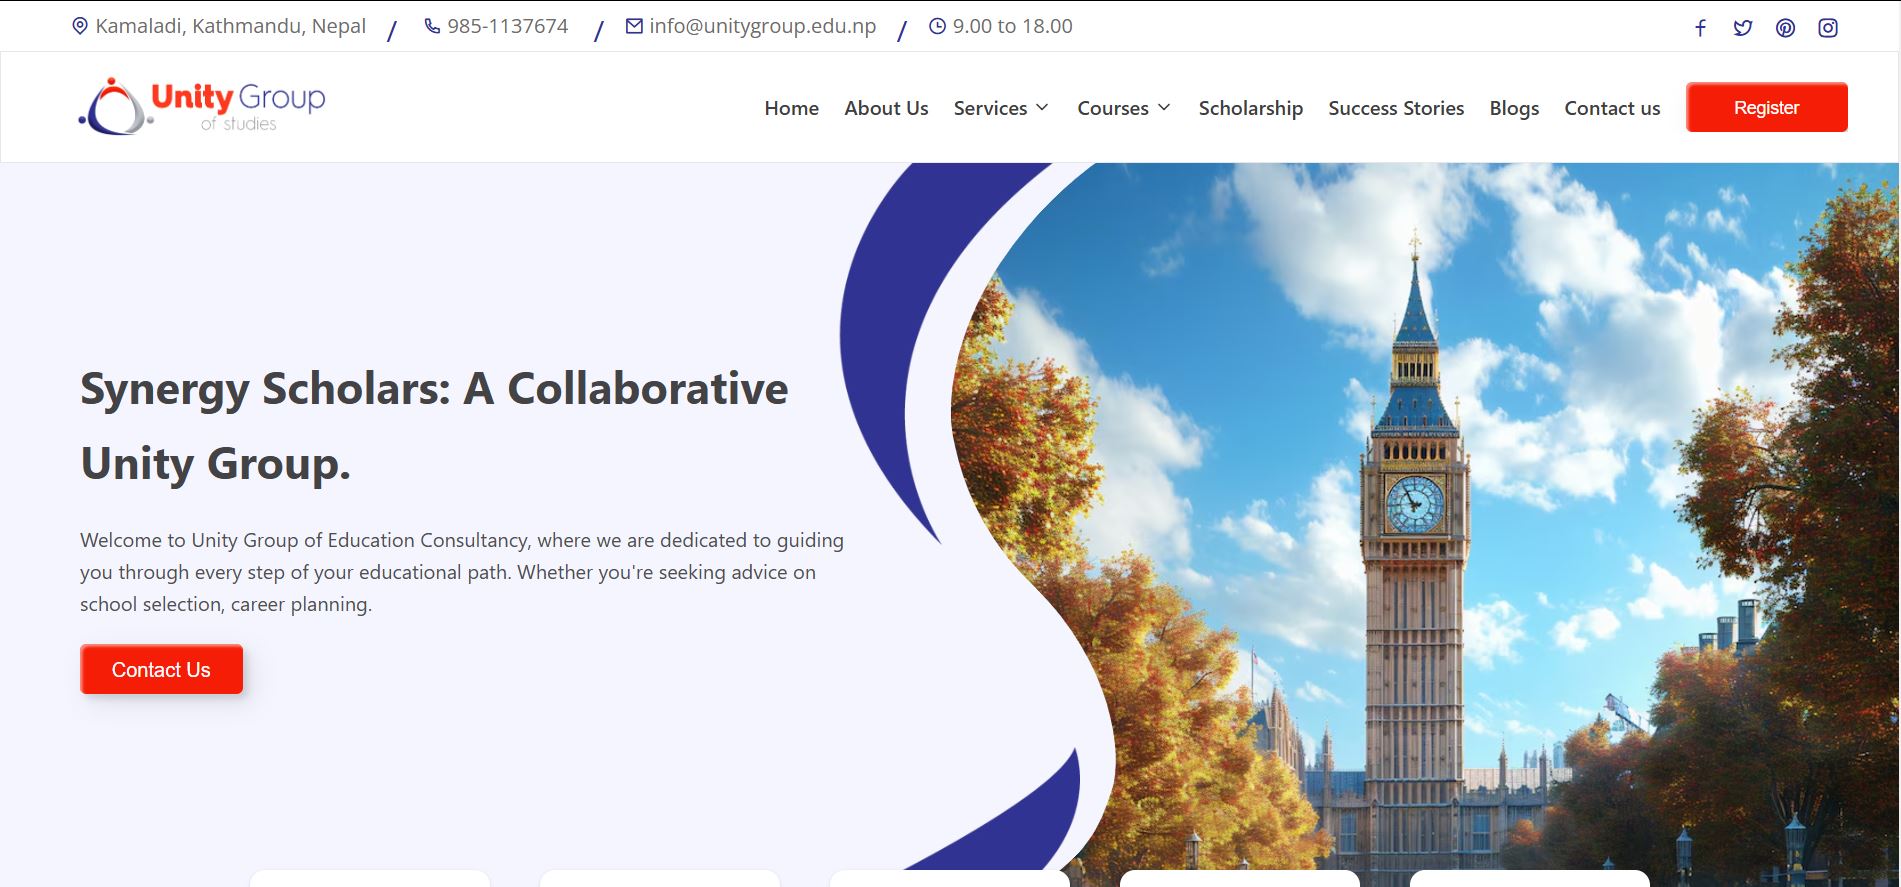 Kamaladi, Kathmandu, Nepal / 985-1137674 / info@unitygroup.edu.np / 9.00 to 18.00
Unity Group
of studies
Home About Us Services Courses Scholarship Success Stories Blogs Contact us Register
Synergy Scholars: A Collaborative
Unity Group.
Welcome to Unity Group of Education Consultancy, where we are dedicated to guiding
you through every step of your educational path. Whether you're seeking advice on
school selection, career planning.
Contact Us